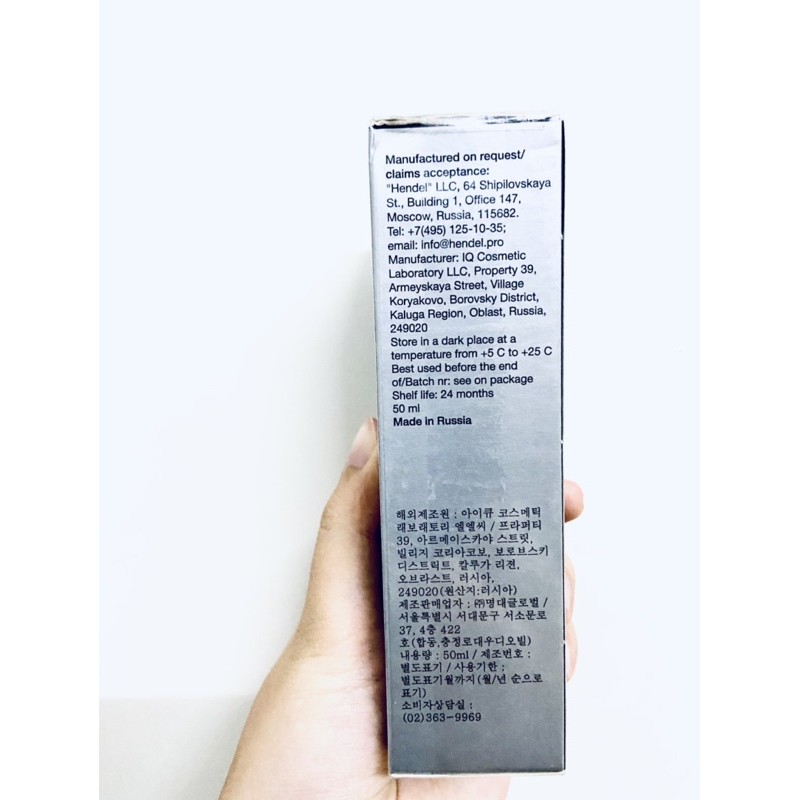 Manufactured on request/
claims acceptance:
"Hendel" LLC, 64 Shipilovskaya
St., Building 1, Office 147,
Moscow, Russia, 115682.
Tel: +7(495) 125-10-35;
email: info@hendel.pro
Manufacturer: IQ Cosmetic
Laboratory LLC, Property 39,
Armeyskaya Street, Village
Koryakovo, Borovsky District,
Kaluga Region, Oblast, Russia,
249020
Store in a dark place at a
temperature from +5 C to +25 C
Best used before the end
of/Batch nr: see on package
Shelf life: 24 months
50 ml
Made in Russia
해외제조원 : 아이큐 코스메틱
래보래토리 엘엘씨 / 프라퍼티
39, 아르메이스카야 스트릿,
빌리지 코리아코보, 보로브스키
디스트릭트, 칼루가 리젼,
오브라스트, 러시아,
249020(원산지:러시아)
제조판매업자 : ㈜명대글로벌 /
서울특별시 서대문구 서소문로
37, 4층 422
호(합동,충정로대우디오빌)
내용량 : 50ml / 제조번호 :
별도표기 / 사용기한 :
별도표기월까지(월/년 순으로
표기)
소비자상담실 :
(02)363-9969